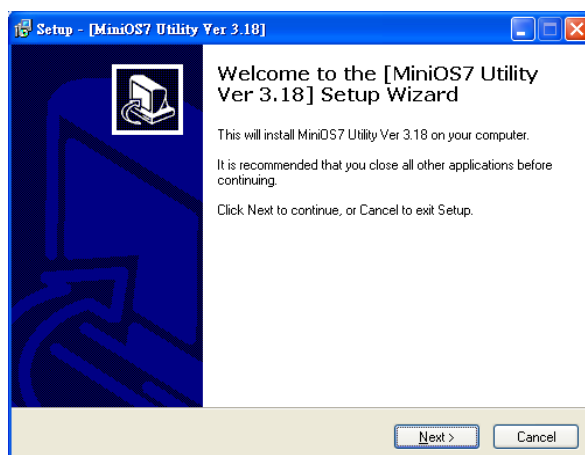 Setup - [MiniOS7 Utility Ver 3.18]
Welcome to the [MiniOS7 Utility
Ver 3.18] Setup Wizard
This will install MiniOS7 Utility Ver 3.18 on your computer.
It is recommended that you close all other applications before
continuing.
Click Next to continue, or Cancel to exit Setup.
Next >
Cancel